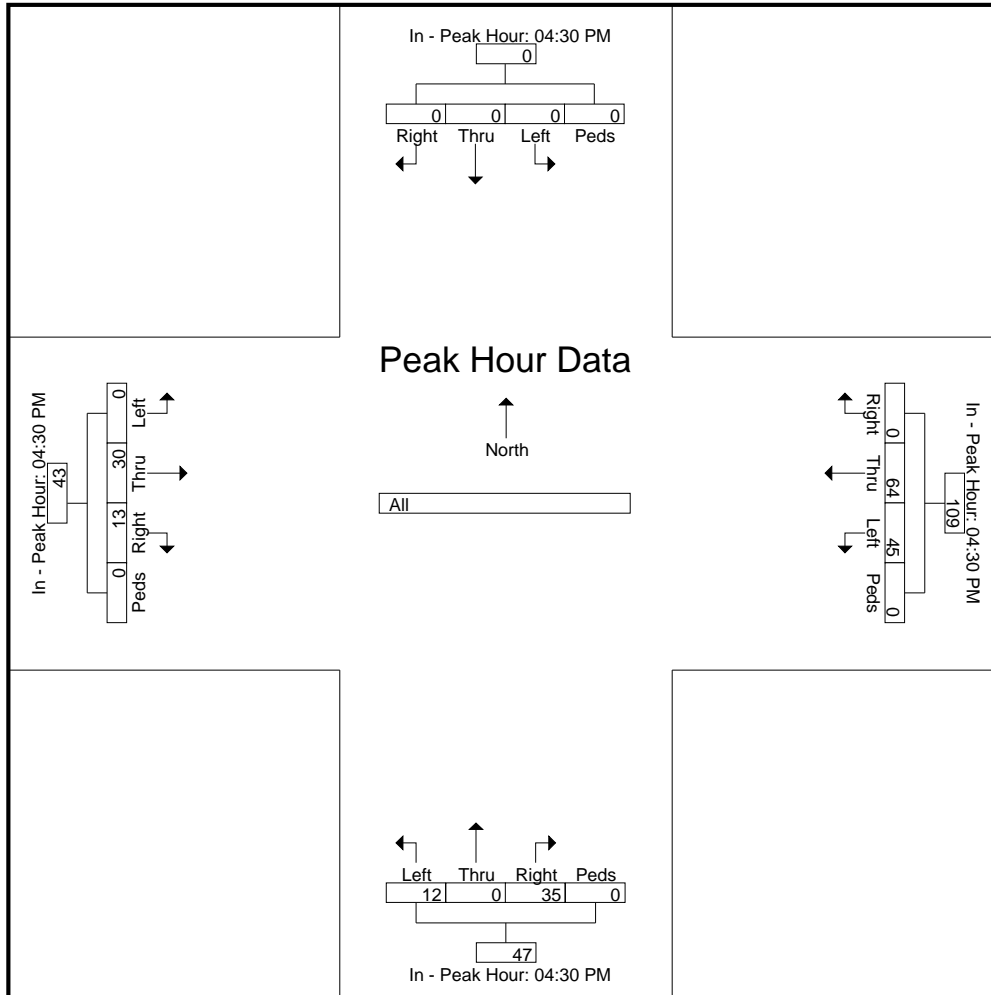 In - Peak Hour: 04:30 PM
0
0 0 0 0
Right Thru Left Peds
Peak Hour Data
North
All
In - Peak Hour: 04:30 PM
43
0 30 13 0
Left Thru Right Peds
In - Peak Hour: 04:30 PM
109
0 64 45 0
Right Thru Left Peds
Left Thru Right Peds
12 0 35 0
47
In - Peak Hour: 04:30 PM